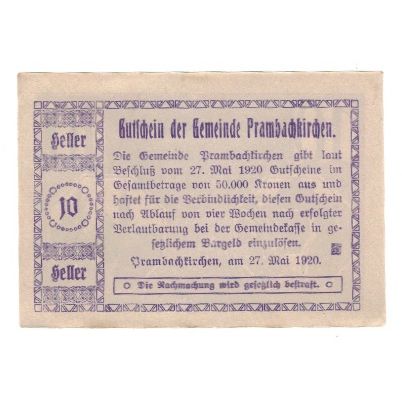 Heller
10
Heller
Gutschein der Gemeinde Prambachkirchen.
Die Gemeinde Prambachkirchen gibt laut
Beschluß vom 27. Mai 1920 Gutscheine im
Gesamtbetrage von 50.000 Kronen aus und
haftet für die Verbindlichkeit, diesen Gutschein
nach Ablauf von vier Wochen nach erfolgter
Verlautbarung bei der Gemeindekasse in ge-
setzlichem Bargeld einzulösen.
Prambachkirchen, am 27. Mai 1920.
Die Nachmachung wird gesetzlich bestraft.